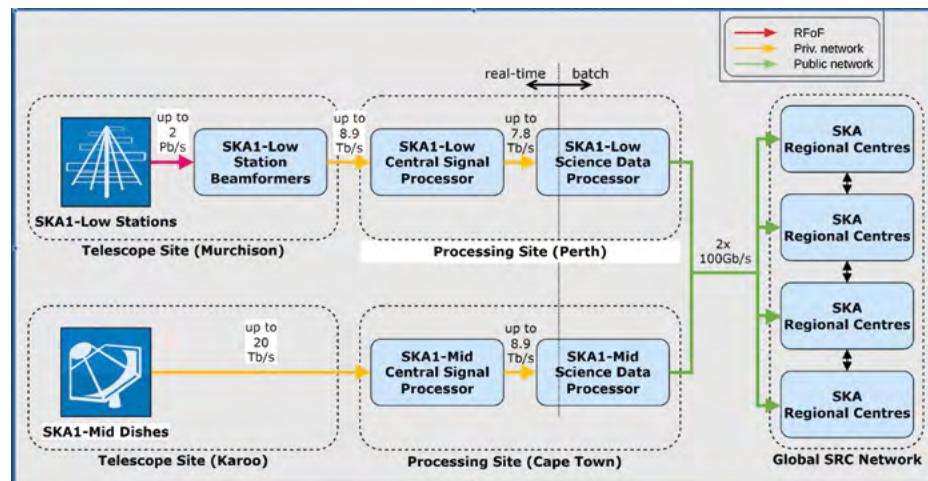 RFoF
Priv. network
Public network
real-time
batch
up to
2
Pb/s
up to
8.9
Tb/s
up to
7.8
Tb/s
SKA1-Low
Station
Beamformers
SKA1-Low
Central Signal
Processor
SKA1-Low
Science Data
Processor
SKA1-Low Stations
Telescope Site (Murchison)
Processing Site (Perth)
2x
100Gb/s
up to
20
Tb/s
up to
8.9
Tb/s
SKA1-Mid
Central Signal
Processor
SKA1-Mid
Science Data
Processor
SKA1-Mid Dishes
Telescope Site (Karoo)
Processing Site (Cape Town)
SKA
Regional Centres
SKA
Regional Centres
SKA
Regional Centres
SKA
Regional Centres
Global SRC Network